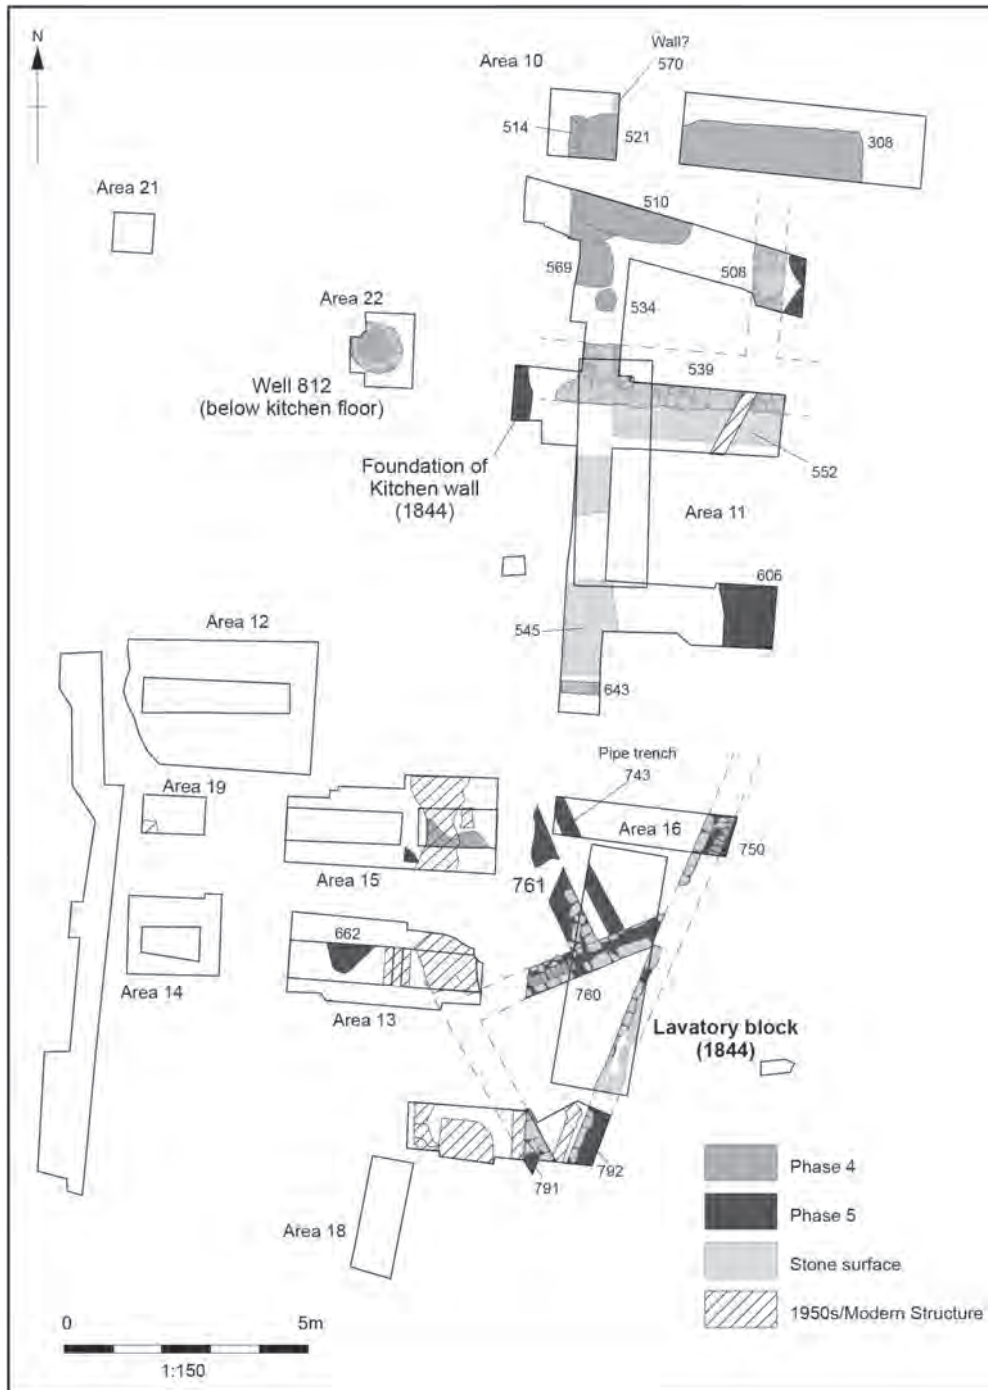 N
Wall?
Area 10
570
514
521
308
Area 21
510
569
508
Area 22
534
539
Well 812
(below kitchen floor)
552
Foundation of
Kitchen wall
(1844)
Area 11
606
Area 12
545
643
Pipe trench
743
Area 19
Area 16
750
Area 15
761
662
Area 14
760
Area 13
Lavatory block
(1844)
792
791
Phase 4
Phase 5
Area 18
Stone surface
1950s/Modern Structure
0 5m
1:150